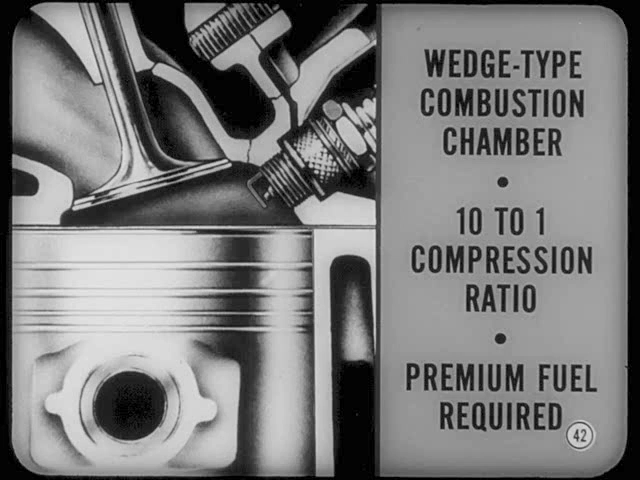 WEDGE-TYPE
COMBUSTION
CHAMBER
•
10 TO 1
COMPRESSION
RATIO
•
PREMIUM FUEL
REQUIRED
42